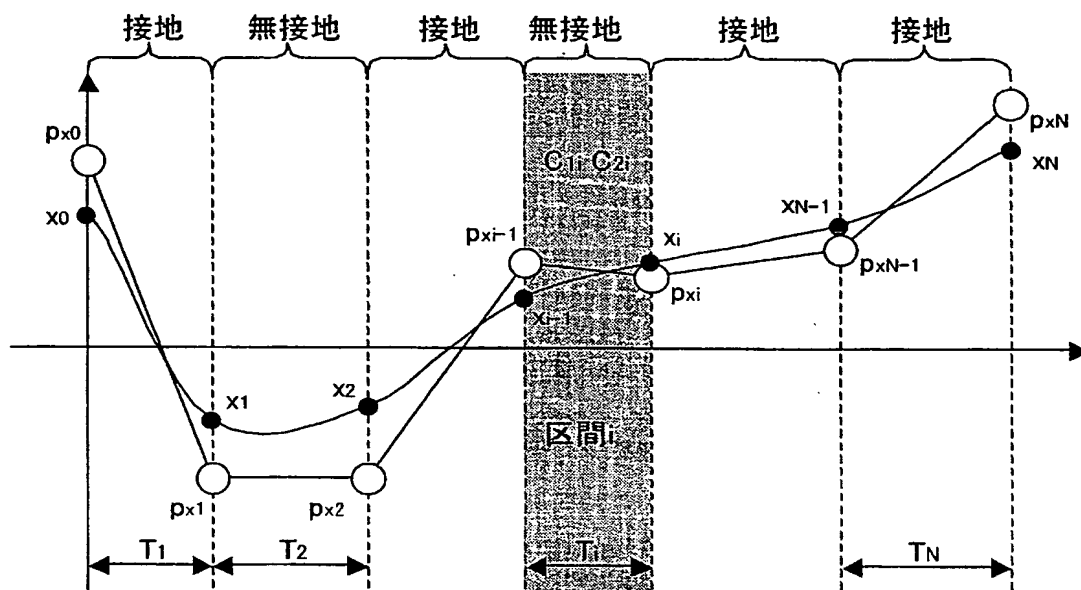 接地 無接地 接地 無接地 接地 接地
px0
x0
C1i C2i
pxN
xN
pxi-1
xi
xN-1
pxi
pxN-1
xi-1
x1
x2
区間i
px1
px2
T1 T2 Ti TN